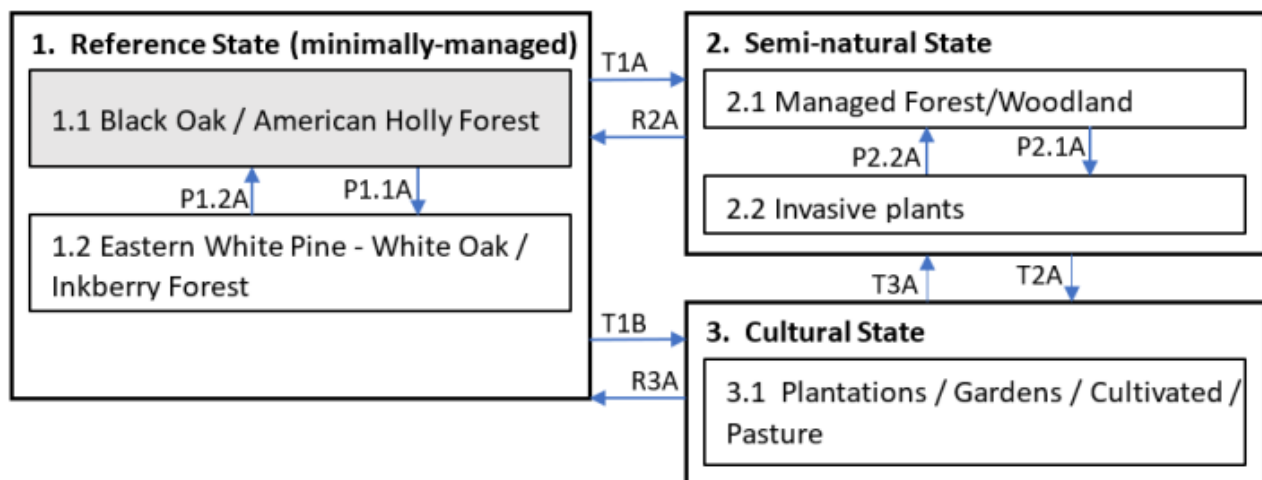 1. Reference State (minimally-managed)
1.1 Black Oak / American Holly Forest
P1.2A
P1.1A
1.2 Eastern White Pine - White Oak /
Inkberry Forest
T1A
R2A
2. Semi-natural State
2.1 Managed Forest/Woodland
P2.2A
P2.1A
2.2 Invasive plants
T3A
T2A
T1B
R3A
3. Cultural State
3.1 Plantations / Gardens / Cultivated /
Pasture